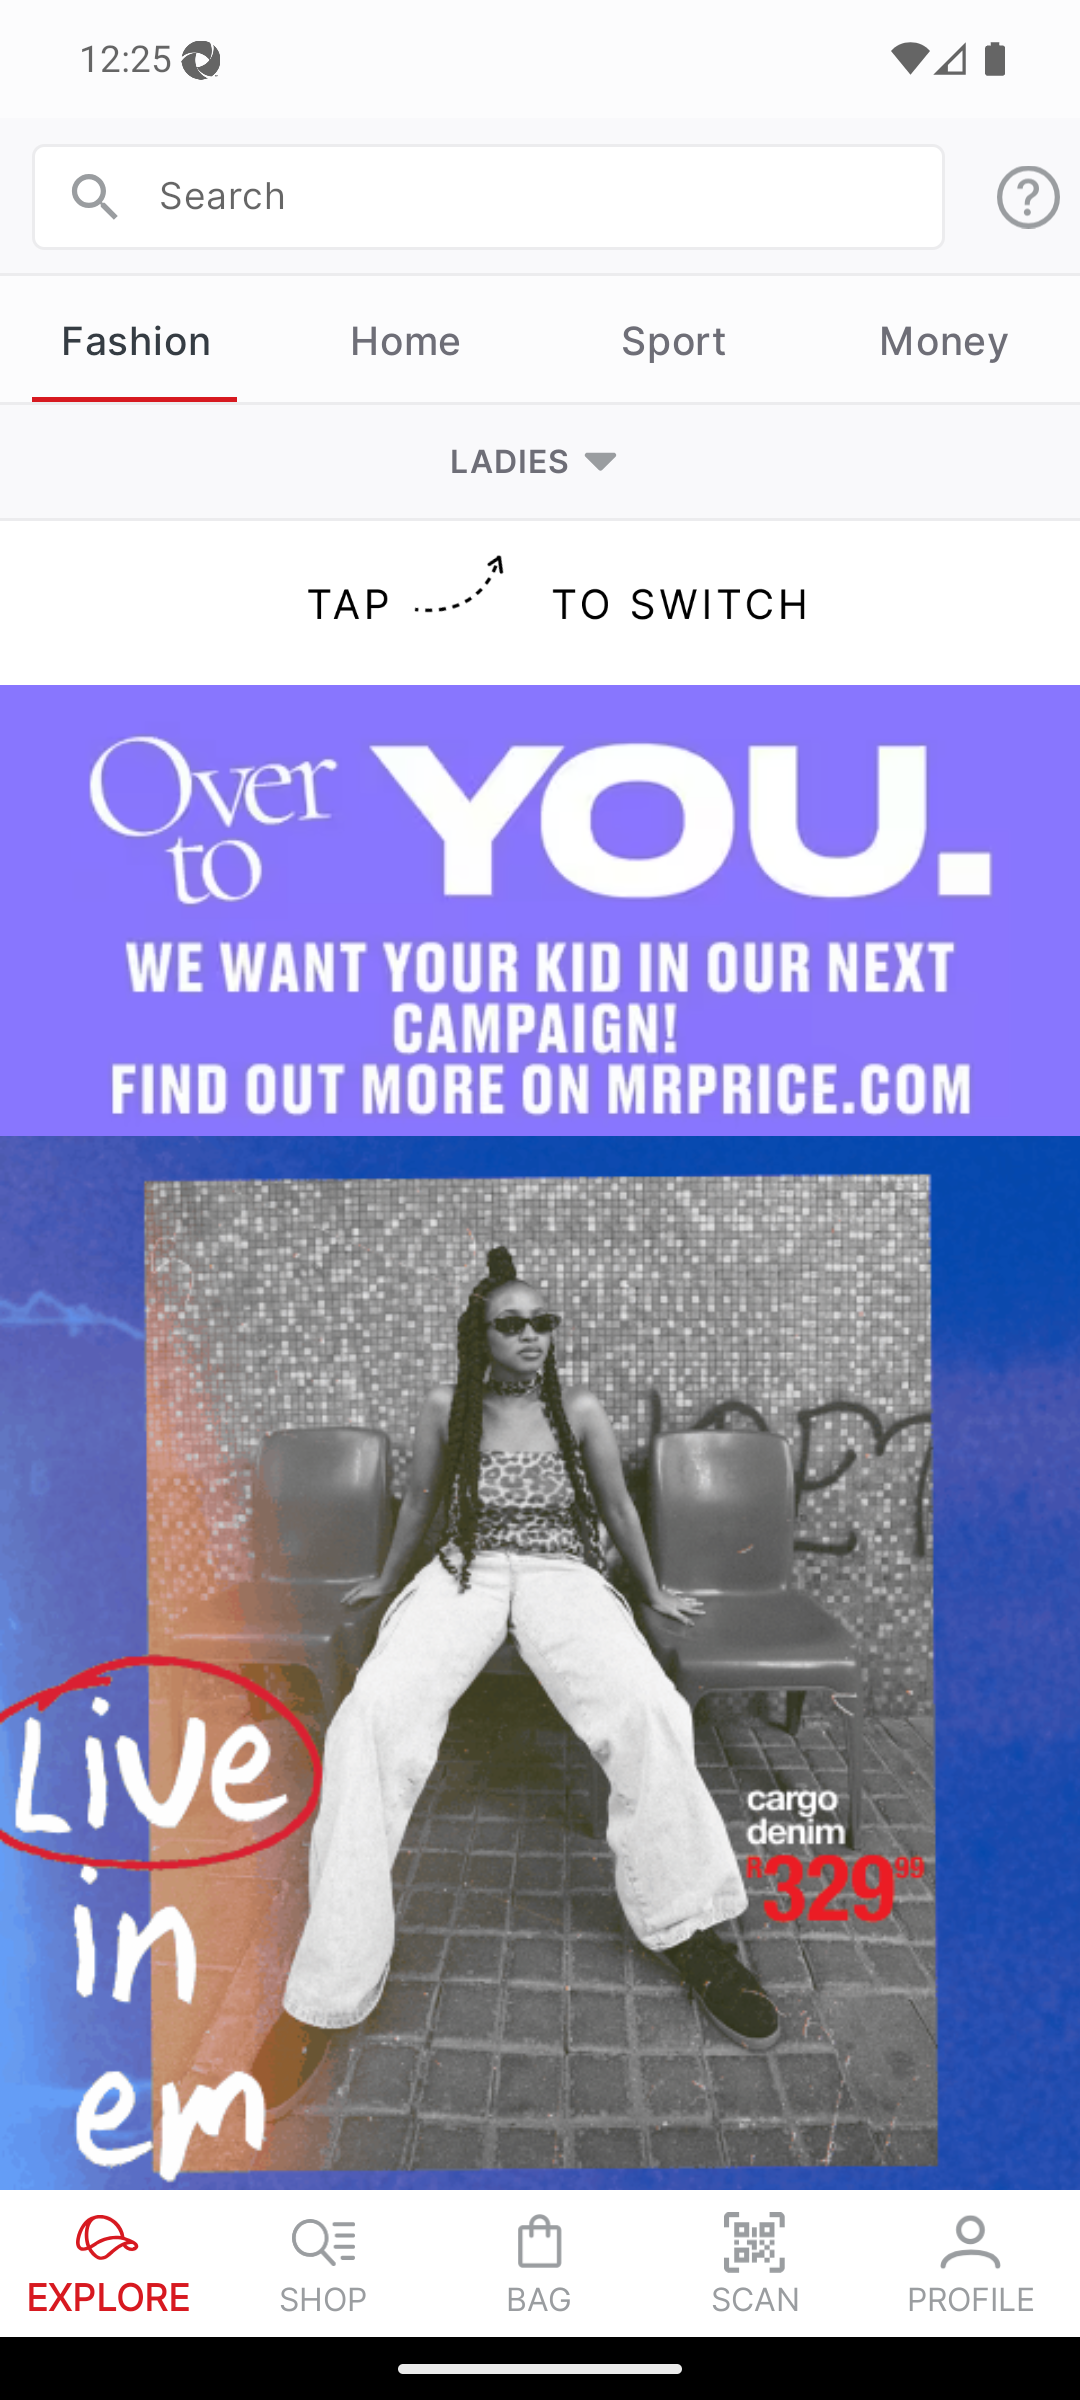 12:25
Search
Fashion Home Sport Money
LADIES
TAP TO SWITCH
Over to YOU.
WE WANT YOUR KID IN OUR NEXT
CAMPAIGN!
FIND OUT MORE ON MRPRICE.COM
Live
in
em
cargo
denim
R329 99
EXPLORE SHOP BAG SCAN PROFILE